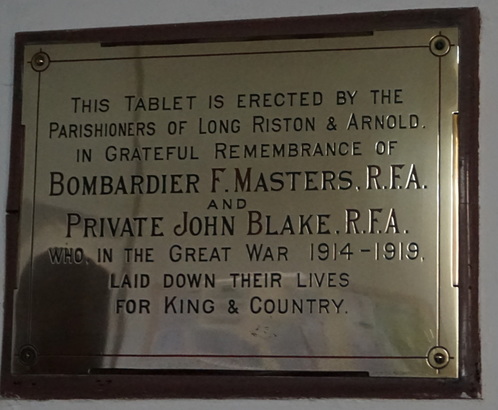 THIS TABLET IS ERECTED BY THE
PARISHIONERS OF LONG RISTON & ARNOLD.
IN GRATEFUL REMEMBRANCE OF
BOMBARDIER F. MASTERS, R.F.A.
AND
PRIVATE JOHN BLAKE. R.F.A.
WHO, IN THE GREAT WAR 1914-1919,
LAID DOWN THEIR LIVES
FOR KING & COUNTRY.